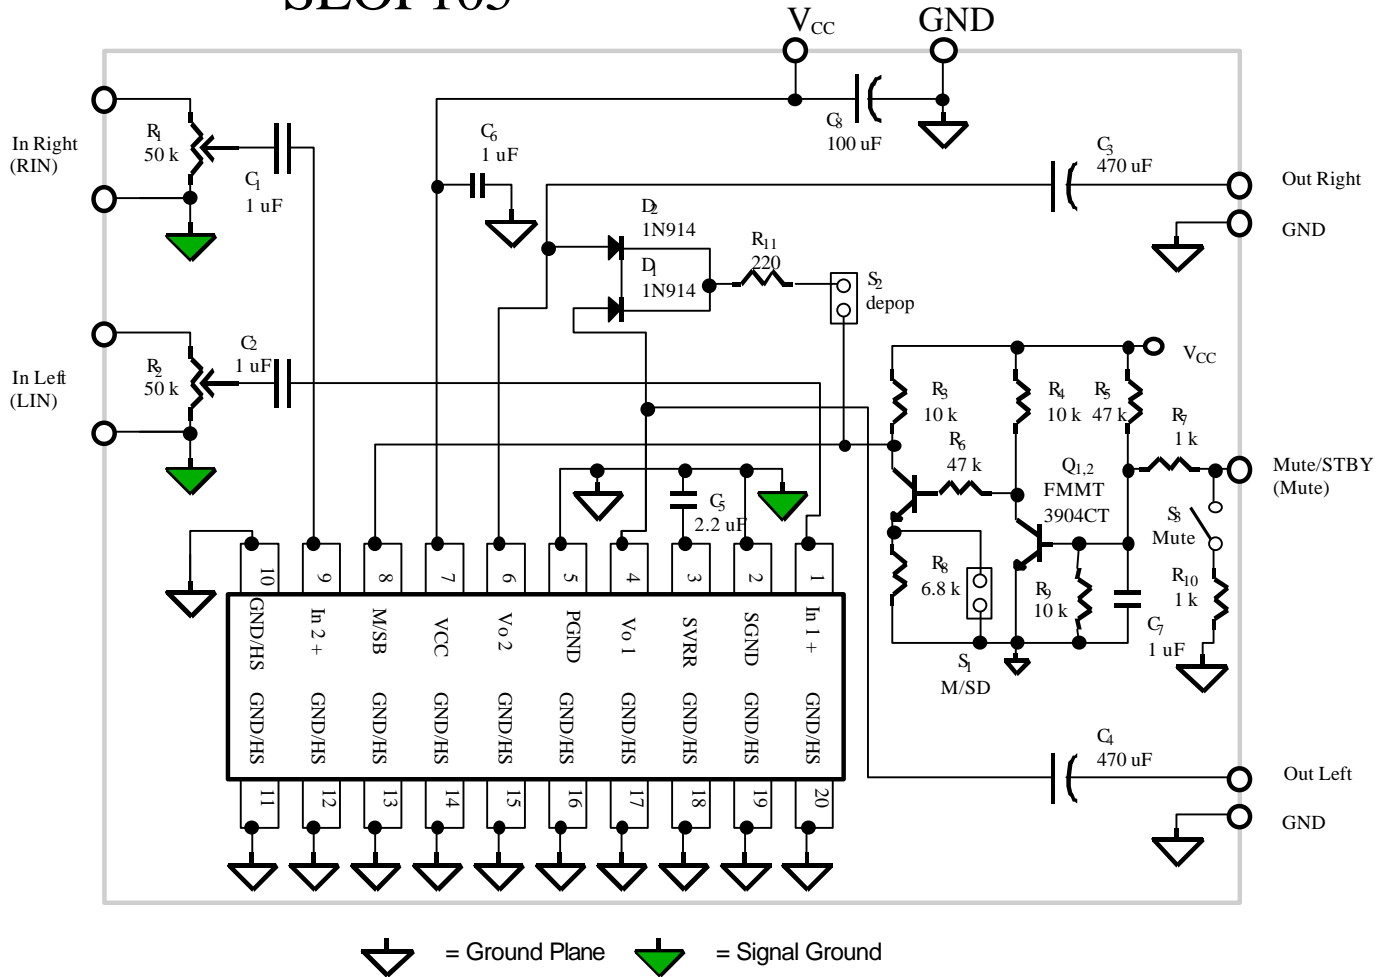 SLOP105
VCC GND
In Right
(RIN)
R1
50 k
C1
1 uF
C6
1 uF
C8
100 uF
C3
470 uF
Out Right
GND
D2
1N914
D1
1N914
R11
220
S2
depop
In Left
(LIN)
R2
50 k
C2
1 uF
VCC
R3
10 k
R4
10 k
R5
47 k
R7
1 k
R6
47 k
Q1,2
FMMT
3904CT
Mute/STBY
(Mute)
S3
Mute
C5
2.2 uF
R8
6.8 k
R9
10 k
R10
1 k
C7
1 uF
S1
M/SD
10 9 8 7 6 5 4 3 2 1
GND/HS In 2 + M/SB VCC Vo 2 PGND Vo 1 SVRR SGND In 1 +
GND/HS GND/HS GND/HS GND/HS GND/HS GND/HS GND/HS GND/HS GND/HS GND/HS
11 12 13 14 15 16 17 18 19 20
C4
470 uF
Out Left
GND
= Ground Plane = Signal Ground